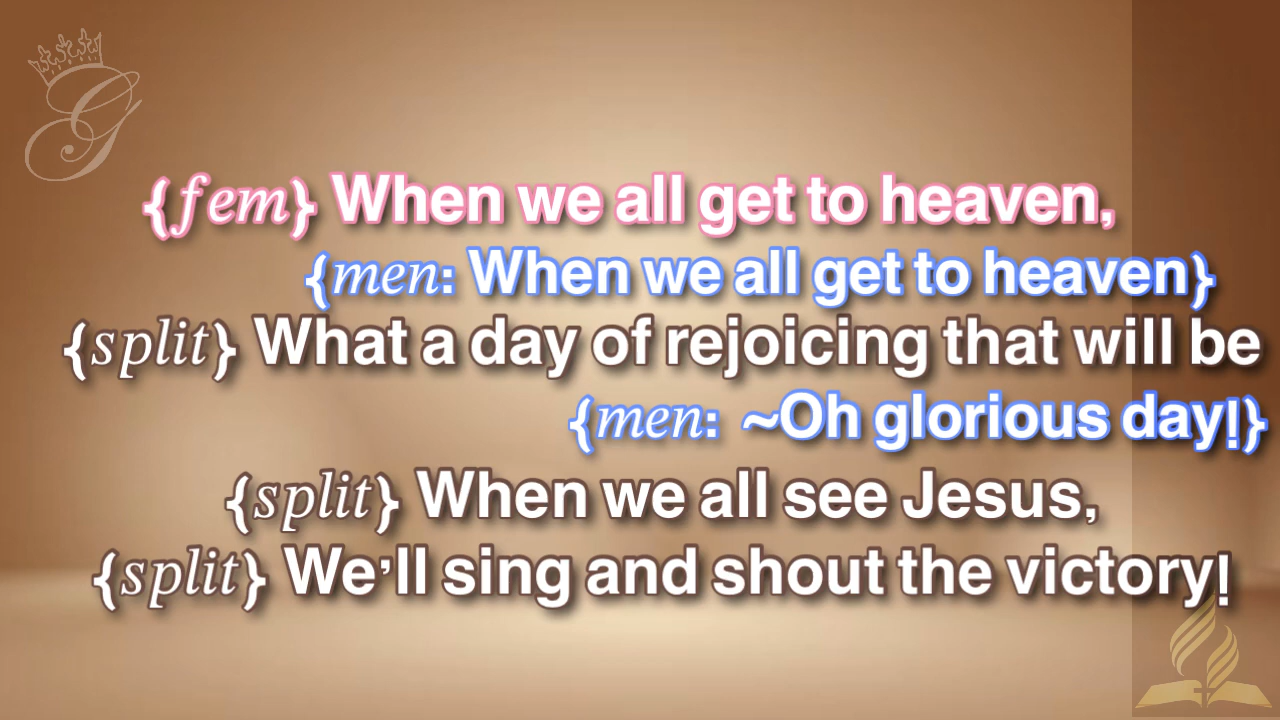 G
{fem} When we all get to heaven,
{men: When we all get to heaven}
{split} What a day of rejoicing that will be
{men: ~Oh glorious day!}
{split} When we all see Jesus,
{split} We’ll sing and shout the victory!